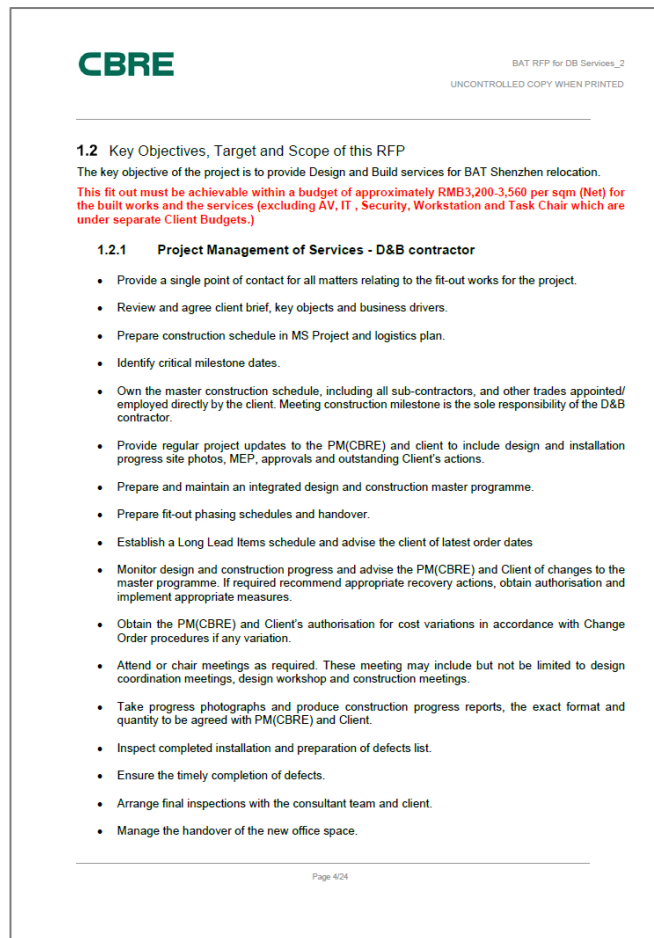 CBRE
BAT RFP for DB Services_2
UNCONTROLLED COPY WHEN PRINTED
1.2 Key Objectives, Target and Scope of this RFP
The key objective of the project is to provide Design and Build services for BAT Shenzhen relocation.
This fit out must be achievable within a budget of approximately RMB3,200-3,560 per sqm (Net) for
the built works and the services (excluding AV, IT , Security, Workstation and Task Chair which are
under separate Client Budgets.)
1.2.1 Project Management of Services - D&B contractor
• Provide a single point of contact for all matters relating to the fit-out works for the project.
• Review and agree client brief, key objects and business drivers.
• Prepare construction schedule in MS Project and logistics plan.
• Identify critical milestone dates.
• Own the master construction schedule, including all sub-contractors, and other trades appointed/
employed directly by the client. Meeting construction milestone is the sole responsibility of the D&B
contractor.
• Provide regular project updates to the PM(CBRE) and client to include design and installation
progress site photos, MEP, approvals and outstanding Client's actions.
• Prepare and maintain an integrated design and construction master programme.
• Prepare fit-out phasing schedules and handover.
• Establish a Long Lead Items schedule and advise the client of latest order dates
• Monitor design and construction progress and advise the PM(CBRE) and Client of changes to the
master programme. If required recommend appropriate recovery actions, obtain authorisation and
implement appropriate measures.
• Obtain the PM(CBRE) and Client's authorisation for cost variations in accordance with Change
Order procedures if any variation.
• Attend or chair meetings as required. These meeting may include but not be limited to design
coordination meetings, design workshop and construction meetings.
• Take progress photographs and produce construction progress reports, the exact format and
quantity to be agreed with PM(CBRE) and Client.
• Inspect completed installation and preparation of defects list.
• Ensure the timely completion of defects.
• Arrange final inspections with the consultant team and client.
• Manage the handover of the new office space.
Page 4/24